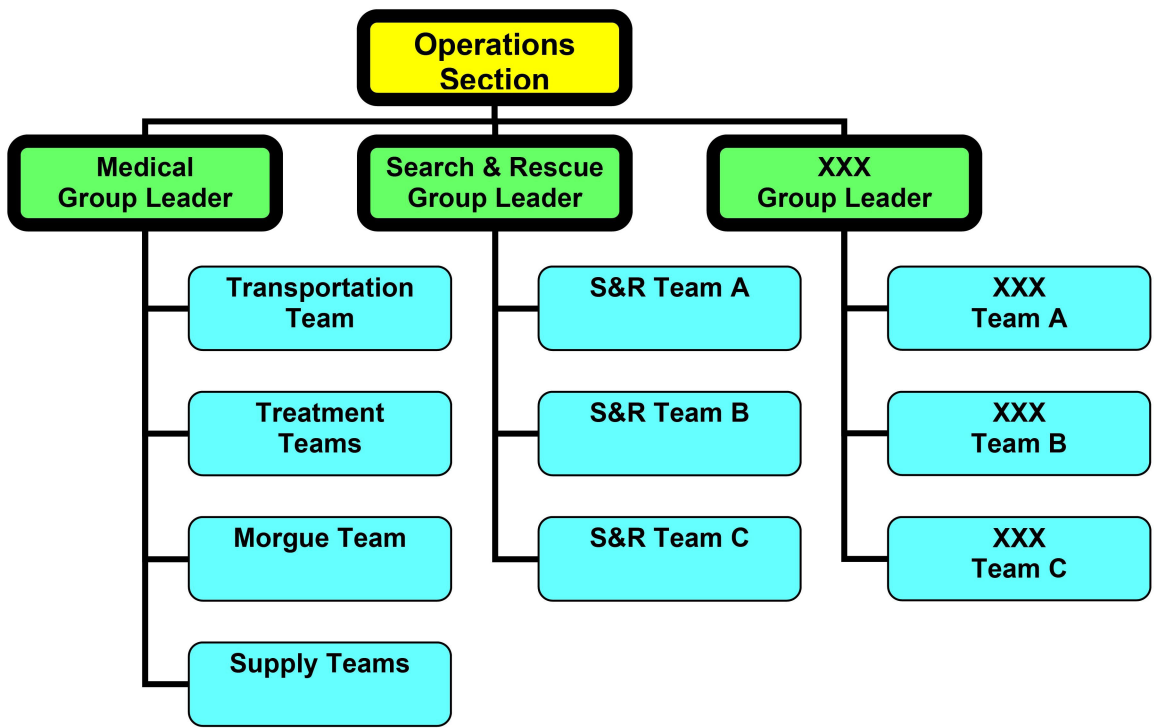 Operations
Section
Medical
Group Leader
Search & Rescue
Group Leader
XXX
Group Leader
Transportation
Team
Treatment
Teams
Morgue Team
Supply Teams
S&R Team A
S&R Team B
S&R Team C
XXX
Team A
XXX
Team B
XXX
Team C